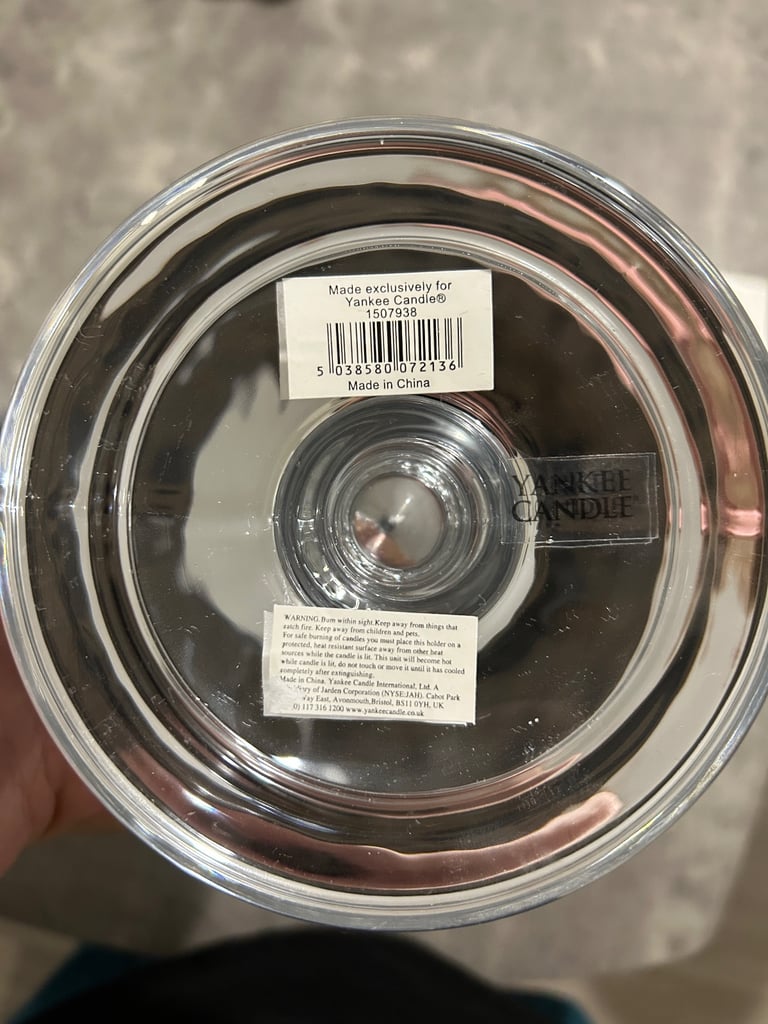 Made exclusively for
Yankee Candle®
1507938
5 038580 072136
Made in China
YANKEE
CANDLE®
WARNING. Burn within sight. Keep away from things that
catch fire. Keep away from children and pets.
For safe burning of candles you must place this holder on a
protected, heat resistant surface away from other heat
sources while the candle is lit. This unit will become hot
while candle is lit, do not touch or move it until it has cooled
completely after extinguishing.
Made in China. Yankee Candle International, Ltd. A
of Jarden Corporation (NYSE:JAH). Cabot Park
Way East, Avonmouth,Bristol, BS11 0YH, UK
0) 117 316 1200 www.yankeecandle.co.uk